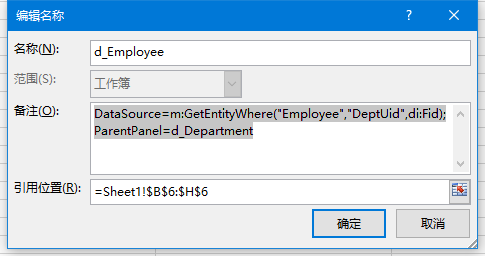 编辑名称
?
名称(N):
d_Employee
范围(S):
工作簿
备注(O):
DataSource=m:GetEntityWhere("Employee","DeptUid",di:Fid);
ParentPanel=d_Department
引用位置(R):
=Sheet1!$B$6:$H$6
确定
取消